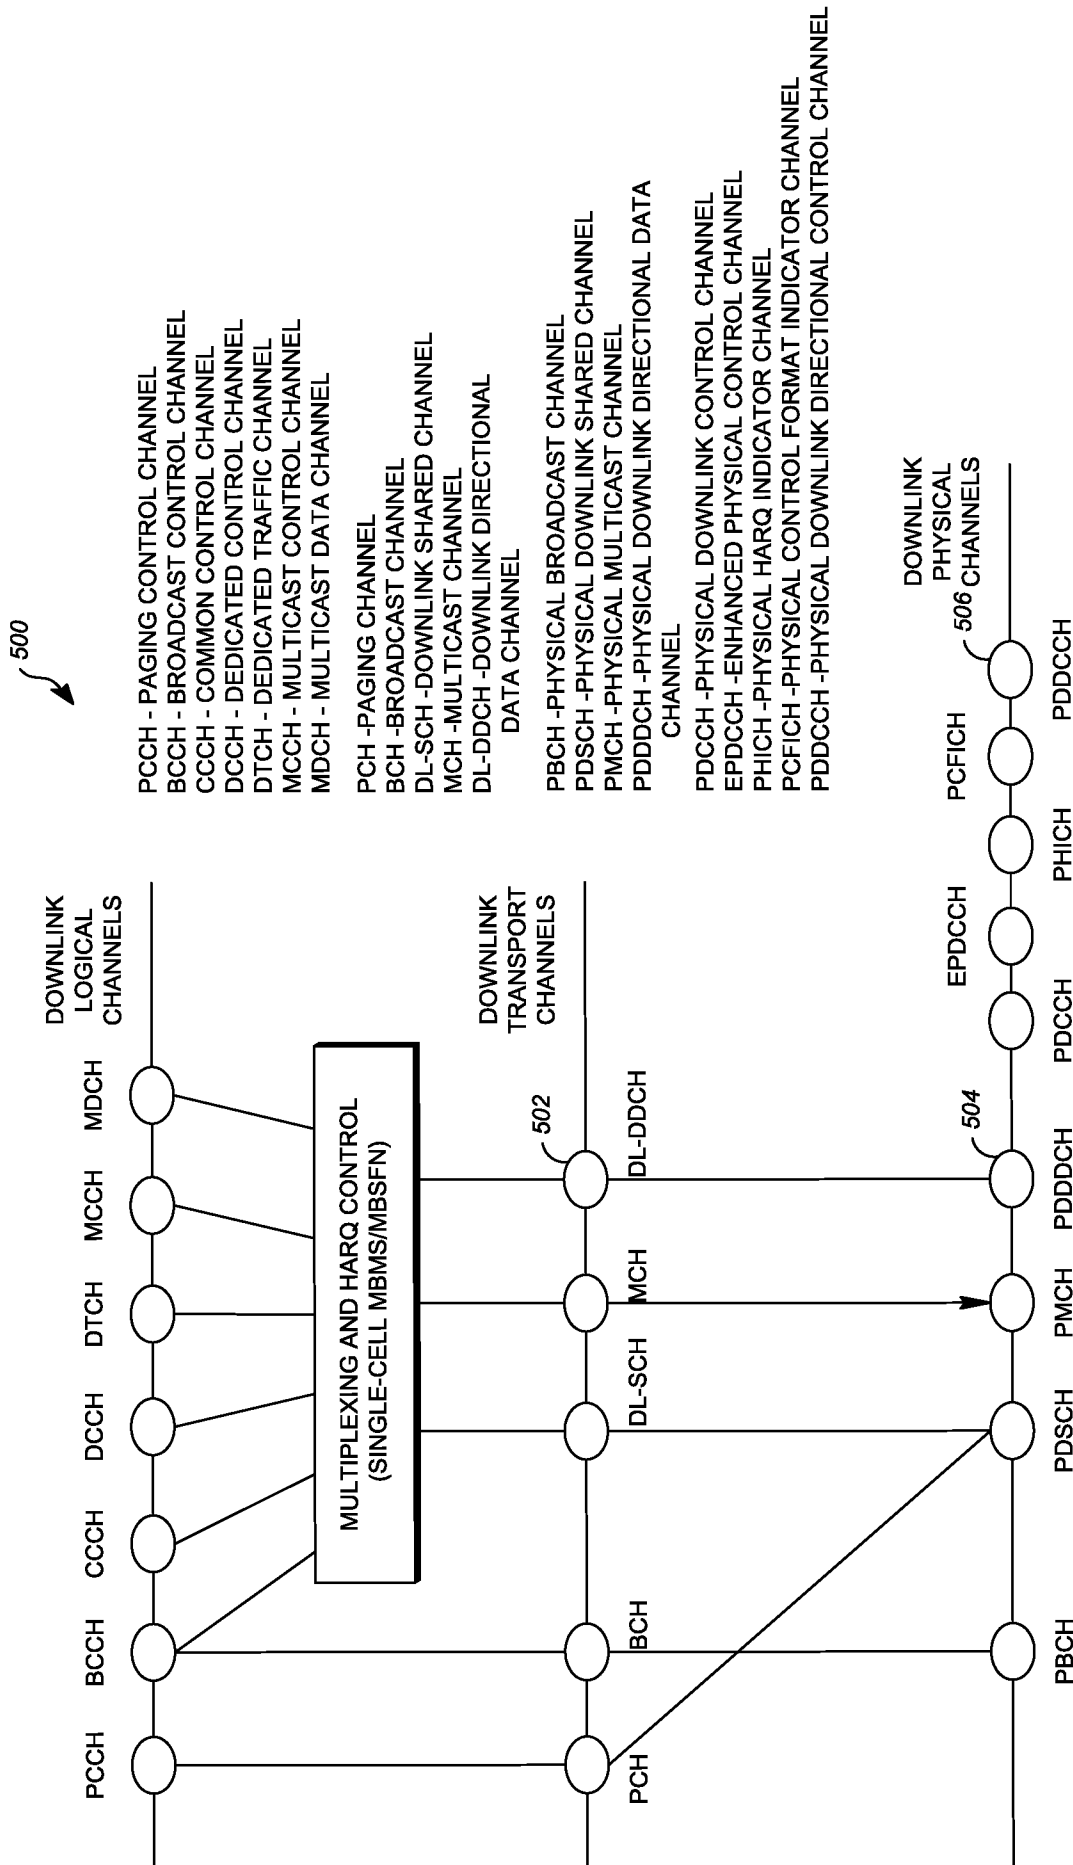 500
PCCH
BCCH
CCCH
DCCH
DTCH
MCCH
MDCH
DOWNLINK
LOGICAL
CHANNELS
MULTIPLEXING AND HARQ CONTROL
(SINGLE-CELL MBMS/MBSFN)
DOWNLINK
TRANSPORT
CHANNELS
502
PCH
BCH
DL-SCH
MCH
DL-DDCH
DOWNLINK
PHYSICAL
CHANNELS
504
506
EPDCCH
PCFICH
PBCH
PDSCH
PMCH
PDDDCH
PDCCH
PHICH
PDDCCH
PCCH - PAGING CONTROL CHANNEL
BCCH - BROADCAST CONTROL CHANNEL
CCCH - COMMON CONTROL CHANNEL
DCCH - DEDICATED CONTROL CHANNEL
DTCH - DEDICATED TRAFFIC CHANNEL
MCCH - MULTICAST CONTROL CHANNEL
MDCH - MULTICAST DATA CHANNEL
PCH -PAGING CHANNEL
BCH -BROADCAST CHANNEL
DL-SCH -DOWNLINK SHARED CHANNEL
MCH -MULTICAST CHANNEL
DL-DDCH -DOWNLINK DIRECTIONAL
DATA CHANNEL
PBCH -PHYSICAL BROADCAST CHANNEL
PDSCH -PHYSICAL DOWNLINK SHARED CHANNEL
PMCH -PHYSICAL MULTICAST CHANNEL
PDDDCH -PHYSICAL DOWNLINK DIRECTIONAL DATA
CHANNEL
PDCCH -PHYSICAL DOWNLINK CONTROL CHANNEL
EPDCCH -ENHANCED PHYSICAL CONTROL CHANNEL
PHICH -PHYSICAL HARQ INDICATOR CHANNEL
PCFICH -PHYSICAL CONTROL FORMAT INDICATOR CHANNEL
PDDCCH -PHYSICAL DOWNLINK DIRECTIONAL CONTROL CHANNEL